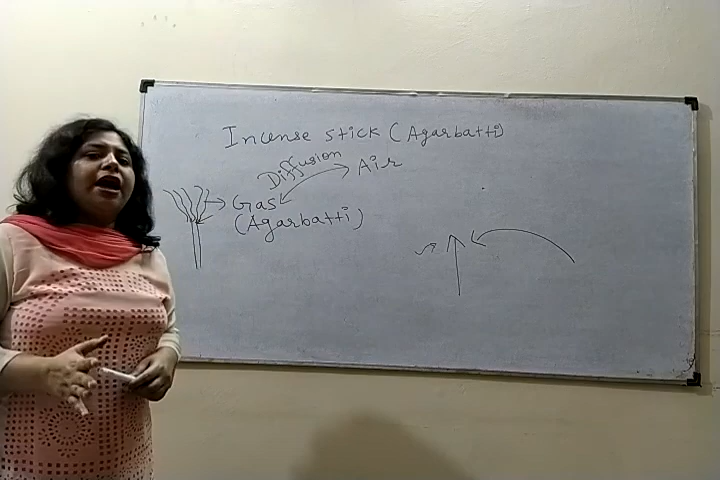 Incense stick (Agarbatti)
Diffusion
Air
Gas
(Agarbatti)